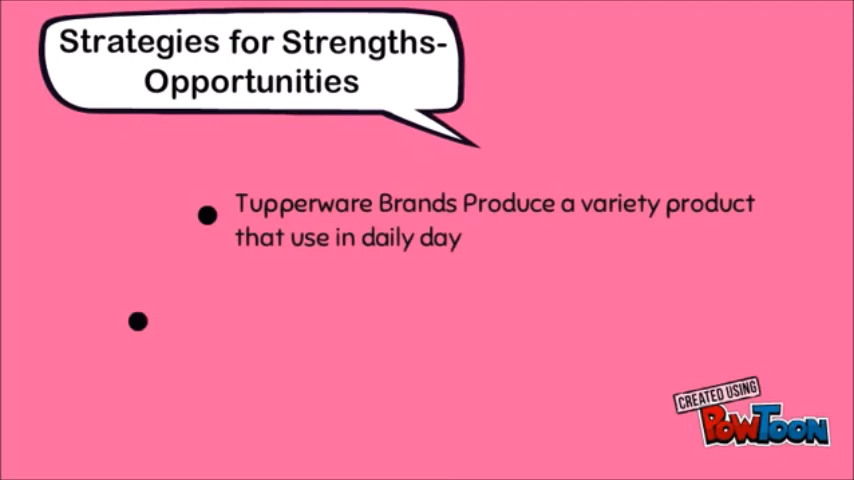 Strategies for Strengths-
Opportunities
Tupperware Brands Produce a variety product
that use in daily day
CREATED USING
POWTOON